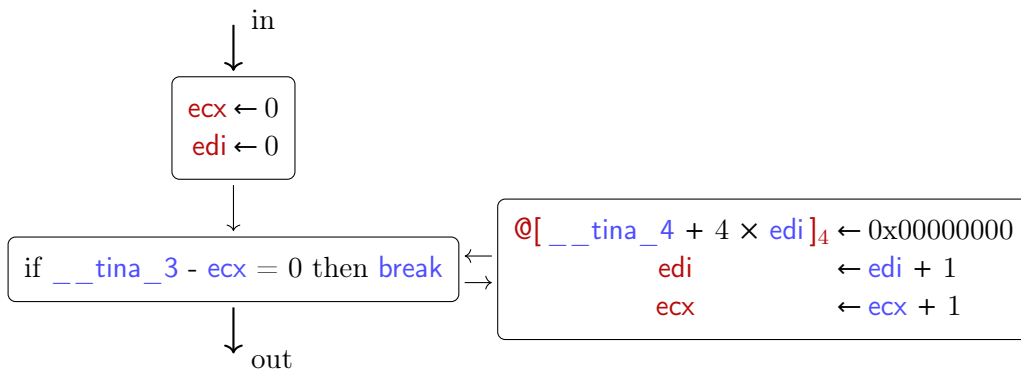 in
ecx ← 0
edi ← 0
if __tina_3 - ecx = 0 then break
@[ __tina_4 + 4 × edi ]₄ ← 0x00000000
edi ← edi + 1
ecx ← ecx + 1
out